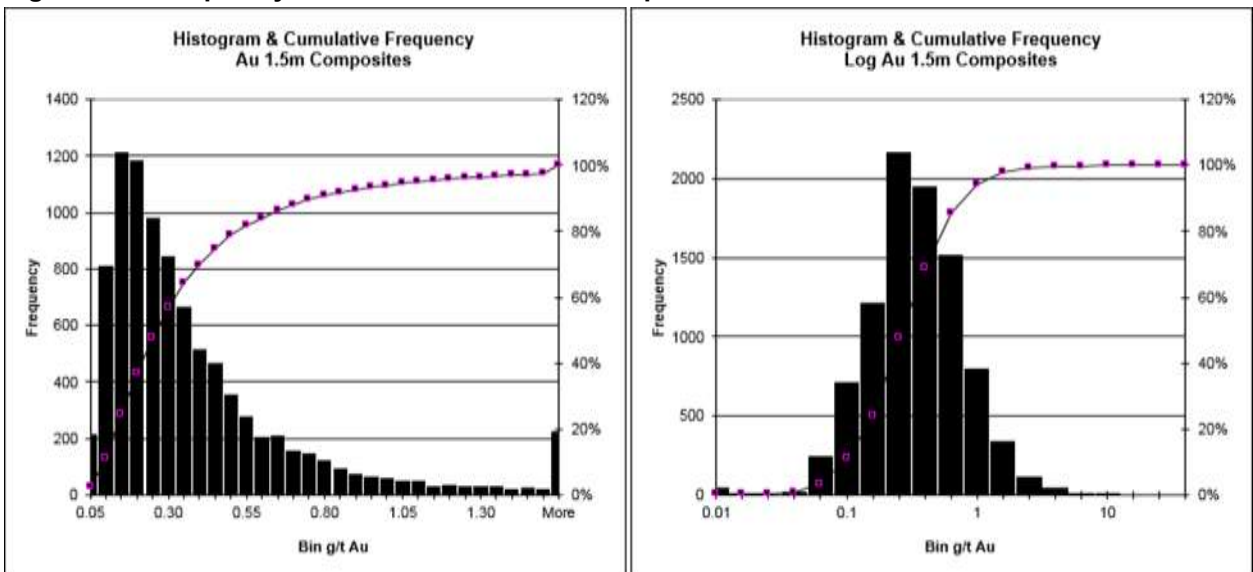 Histogram & Cumulative Frequency
Au 1.5m Composites
1400
1200
1000
800
600
400
200
0
120%
100%
80%
60%
40%
20%
0%
Frequency
0.05 0.30 0.55 0.80 1.05 1.30 More
Bin g/t Au
Histogram & Cumulative Frequency
Log Au 1.5m Composites
2500
2000
1500
1000
500
0
120%
100%
80%
60%
40%
20%
0%
Frequency
0.01 0.1 1 10
Bin g/t Au